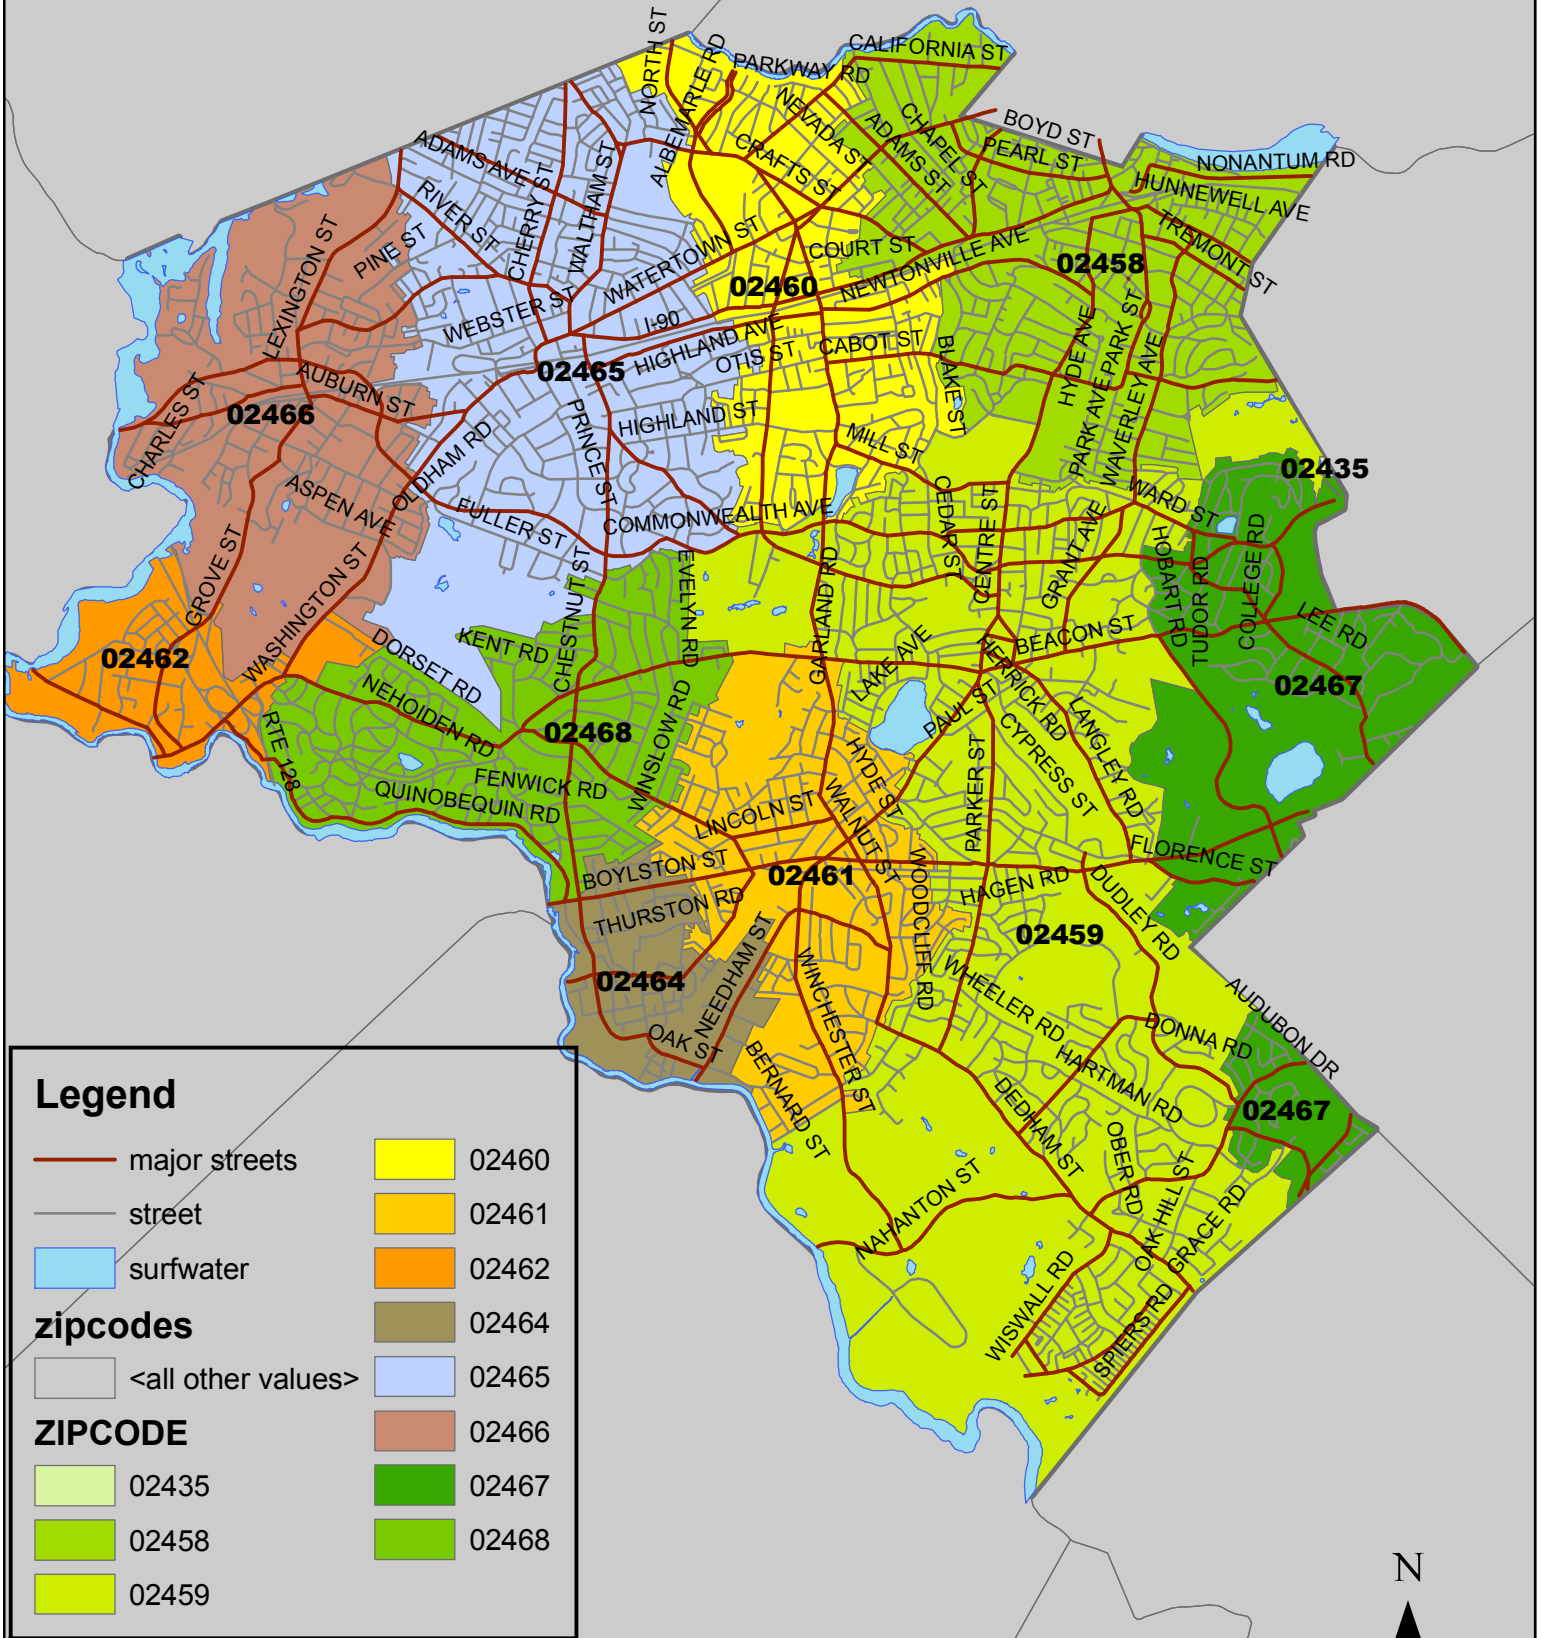 NORTH ST
ALBEMARLE RD
PARKWAY RD
CALIFORNIA ST
NEVADA ST
ADAMS ST
CHAPEL ST
BOYD ST
PEARL ST
NONANTUM RD
HUNNEWELL AVE
TREMONT ST
ADAMS AVE
RIVER ST
CHERRY ST
WALTHAM ST
CRAFTS ST
LEXINGTON ST
PINE ST
WATERTOWN ST
COURT ST
NEWTONVILLE AVE
02458
02460
WEBSTER ST
I-90
HIGHLAND AVE
OTIS ST
CABOT ST
BLAKE ST
HYDE AVE
PARK AVE
PARK ST
WAVERLEY AVE
02465
AUBURN ST
02466
CHARLES ST
OLDHAM RD
PRINCE ST
HIGHLAND ST
MILL ST
02435
ASPEN AVE
FULLER ST
COMMONWEALTH AVE
CEDAR ST
CENTRE ST
GRANT AVE
WARD ST
HOBART RD
TUDOR RD
COLLEGE RD
LEE RD
GROVE ST
WASHINGTON ST
02462
DORSET RD
KENT RD
CHESTNUT ST
EVELYN RD
GARLAND RD
LAKE AVE
BEACON ST
HERRICK RD
02467
NEHOIDEN RD
02468
WINSLOW RD
PAUL ST
CYPRESS ST
LANGLEY RD
RTE 128
FENWICK RD
QUINOBEQUIN RD
HYDE ST
PARKER ST
LINCOLN ST
WALNUT ST
BOYLSTON ST
02461
WOODCLIFF RD
HAGEN RD
FLORENCE ST
DUDLEY RD
THURSTON RD
02459
02464
NEEDHAM ST
WINCHESTER ST
WHEELER RD
AUDUBON DR
DONNA RD
OAK ST
BERNARD ST
HARTMAN RD
02467
DEDHAM ST
OBER RD
OAK HILL ST
GRACE RD
NAHANTON ST
WISWALL RD
SPIERS RD
Legend
major streets
street
surfwater
zipcodes
<all other values>
ZIPCODE
02435
02458
02459
02460
02461
02462
02464
02465
02466
02467
02468
N